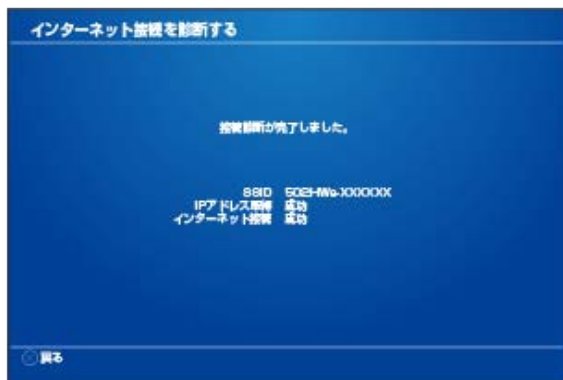 インターネット接続を診断する
接続診断が完了しました。
SSID 502HWa-XXXXXX
IPアドレス取得 成功
インターネット接続 成功
戻る